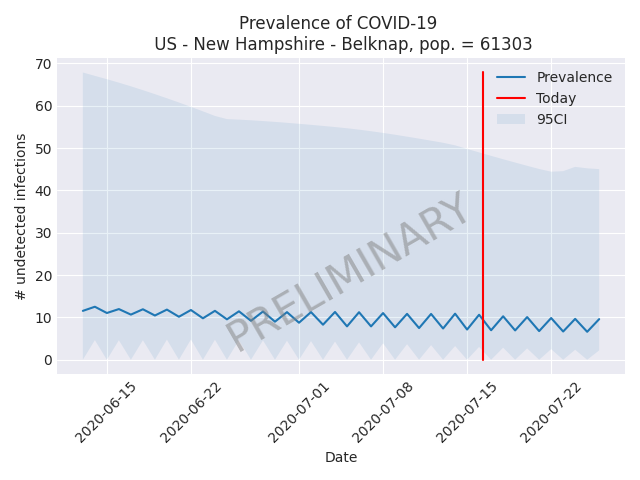 Prevalence of COVID-19
US - New Hampshire - Belknap, pop. = 61303
# undetected infections
70
60
50
40
30
20
10
0
Prevalence
Today
95CI
PRELIMINARY
2020-06-15
2020-06-22
2020-07-01
2020-07-08
2020-07-15
2020-07-22
Date